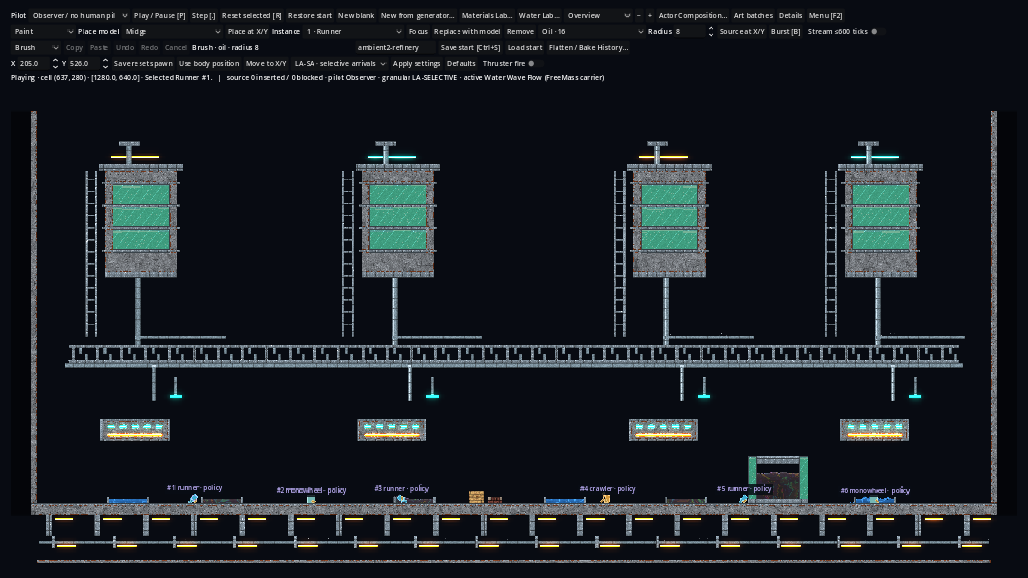 Pilot Observer / no human pil Play / Pause [P] Step [.] Reset selected [R] Restore start New blank New from generator... Materials Lab... Water Lab... Overview − + Actor Composition... Art batches Details Menu [F2]
Paint Place model Midge Place at X/Y Instance 1 · Runner Focus Replace with model Remove Oil · 16 Radius 8 Source at X/Y Burst [B] Stream ≤600 ticks
Brush Copy Paste Undo Redo Cancel Brush · oil · radius 8 ambient2-refinery Save start [Ctrl+S] Load start Flatten / Bake History...
X 205.0 Y 526.0 Save rest spawn Use body position Move to X/Y LA-SA · selective arrivals Apply settings Defaults Thruster fire
Playing · cell (637, 280) · [1280.0, 640.0] · Selected Runner #1. | source 0 inserted / 0 blocked · pilot Observer · granular LA-SELECTIVE · active Water Wave Flow (FreeMass carrier)
#1 runner · policy
#2 monowheel · policy
#3 runner · policy
#4 crawler · policy
#5 runner · policy
#6 monowheel · policy